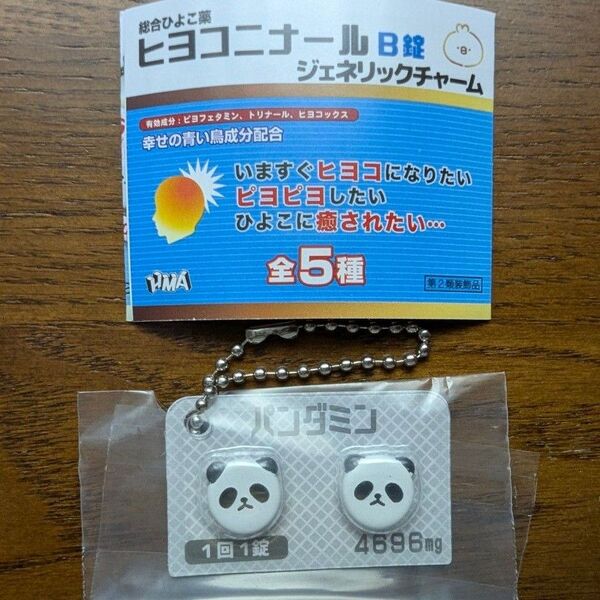 総合ひよこ薬
ヒヨコニナールB錠
ジェネリックチャーム
有効成分：ピヨフェタミン、トリナール、ヒヨコックス
幸せの青い鳥成分配合
いますぐヒヨコになりたい
ピヨピヨしたい
ひよこに癒されたい…
全5種
第2類装飾品
パンダミン
1回1錠
4696mg